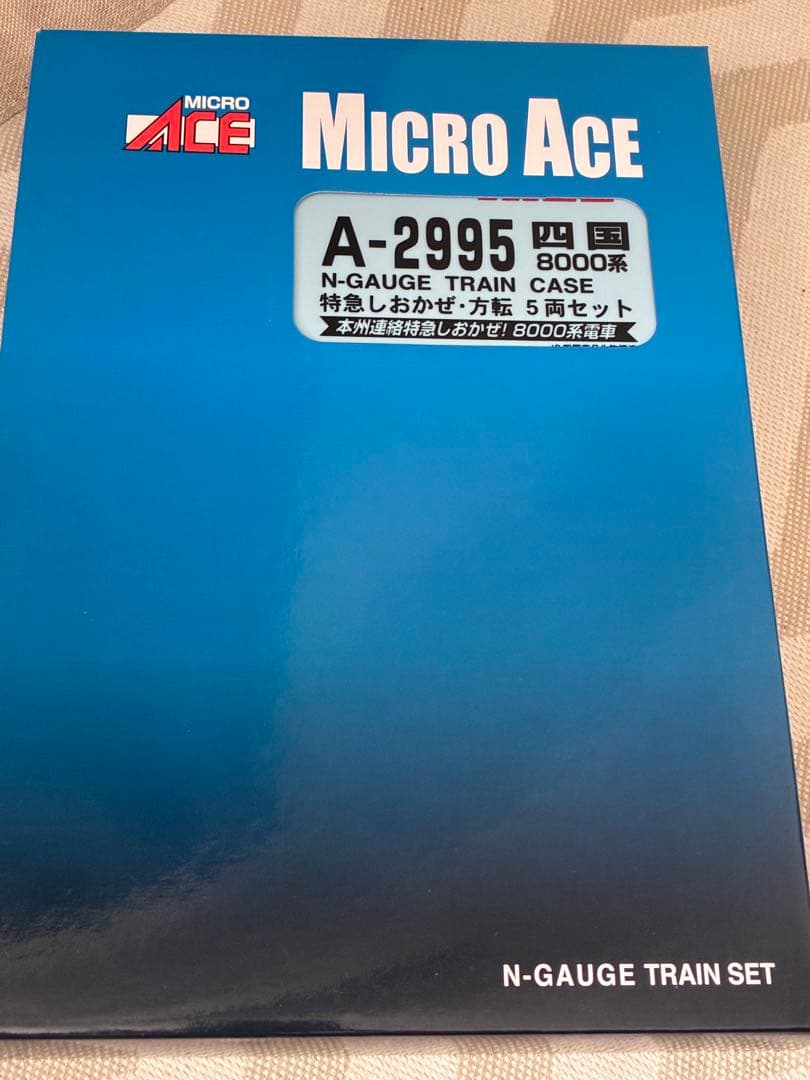 MICRO
ACE
MICRO ACE
A-2995 四国
8000系
N-GAUGE TRAIN CASE
特急しおかぜ・方転 5両セット
本州連絡特急しおかぜ! 8000系電車
N-GAUGE TRAIN SET